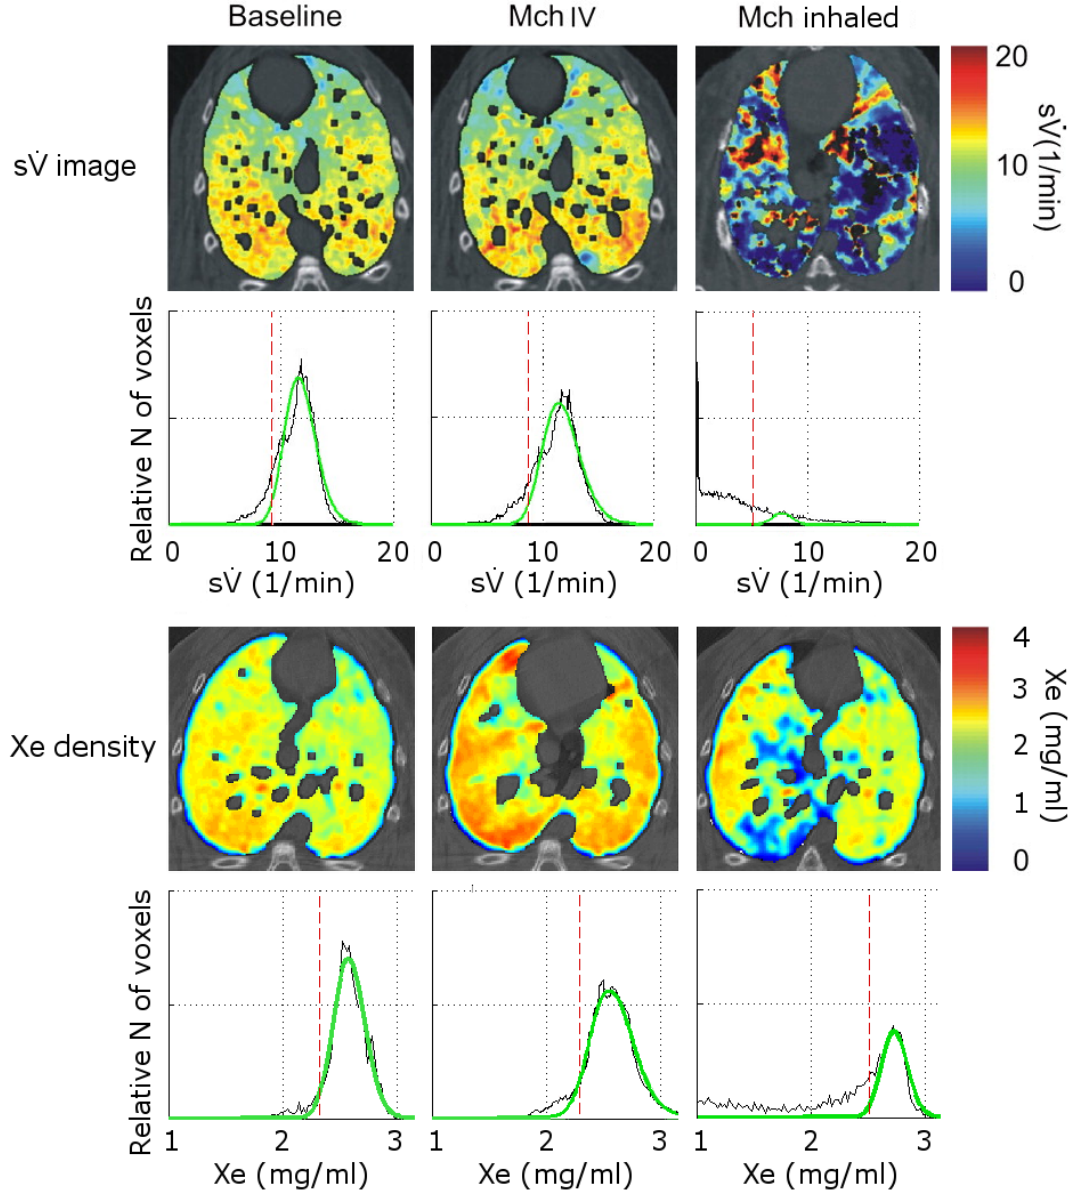 Baseline Mch IV Mch inhaled
sV̇ image
20
10
0
sV̇(1/min)
Relative N of voxels
0 10 20 0 10 20 0 10 20
sV̇ (1/min) sV̇ (1/min) sV̇ (1/min)
Xe density
4
3
2
1
0
Xe (mg/ml)
Relative N of voxels
1 2 3 1 2 3 1 2 3
Xe (mg/ml) Xe (mg/ml) Xe (mg/ml)